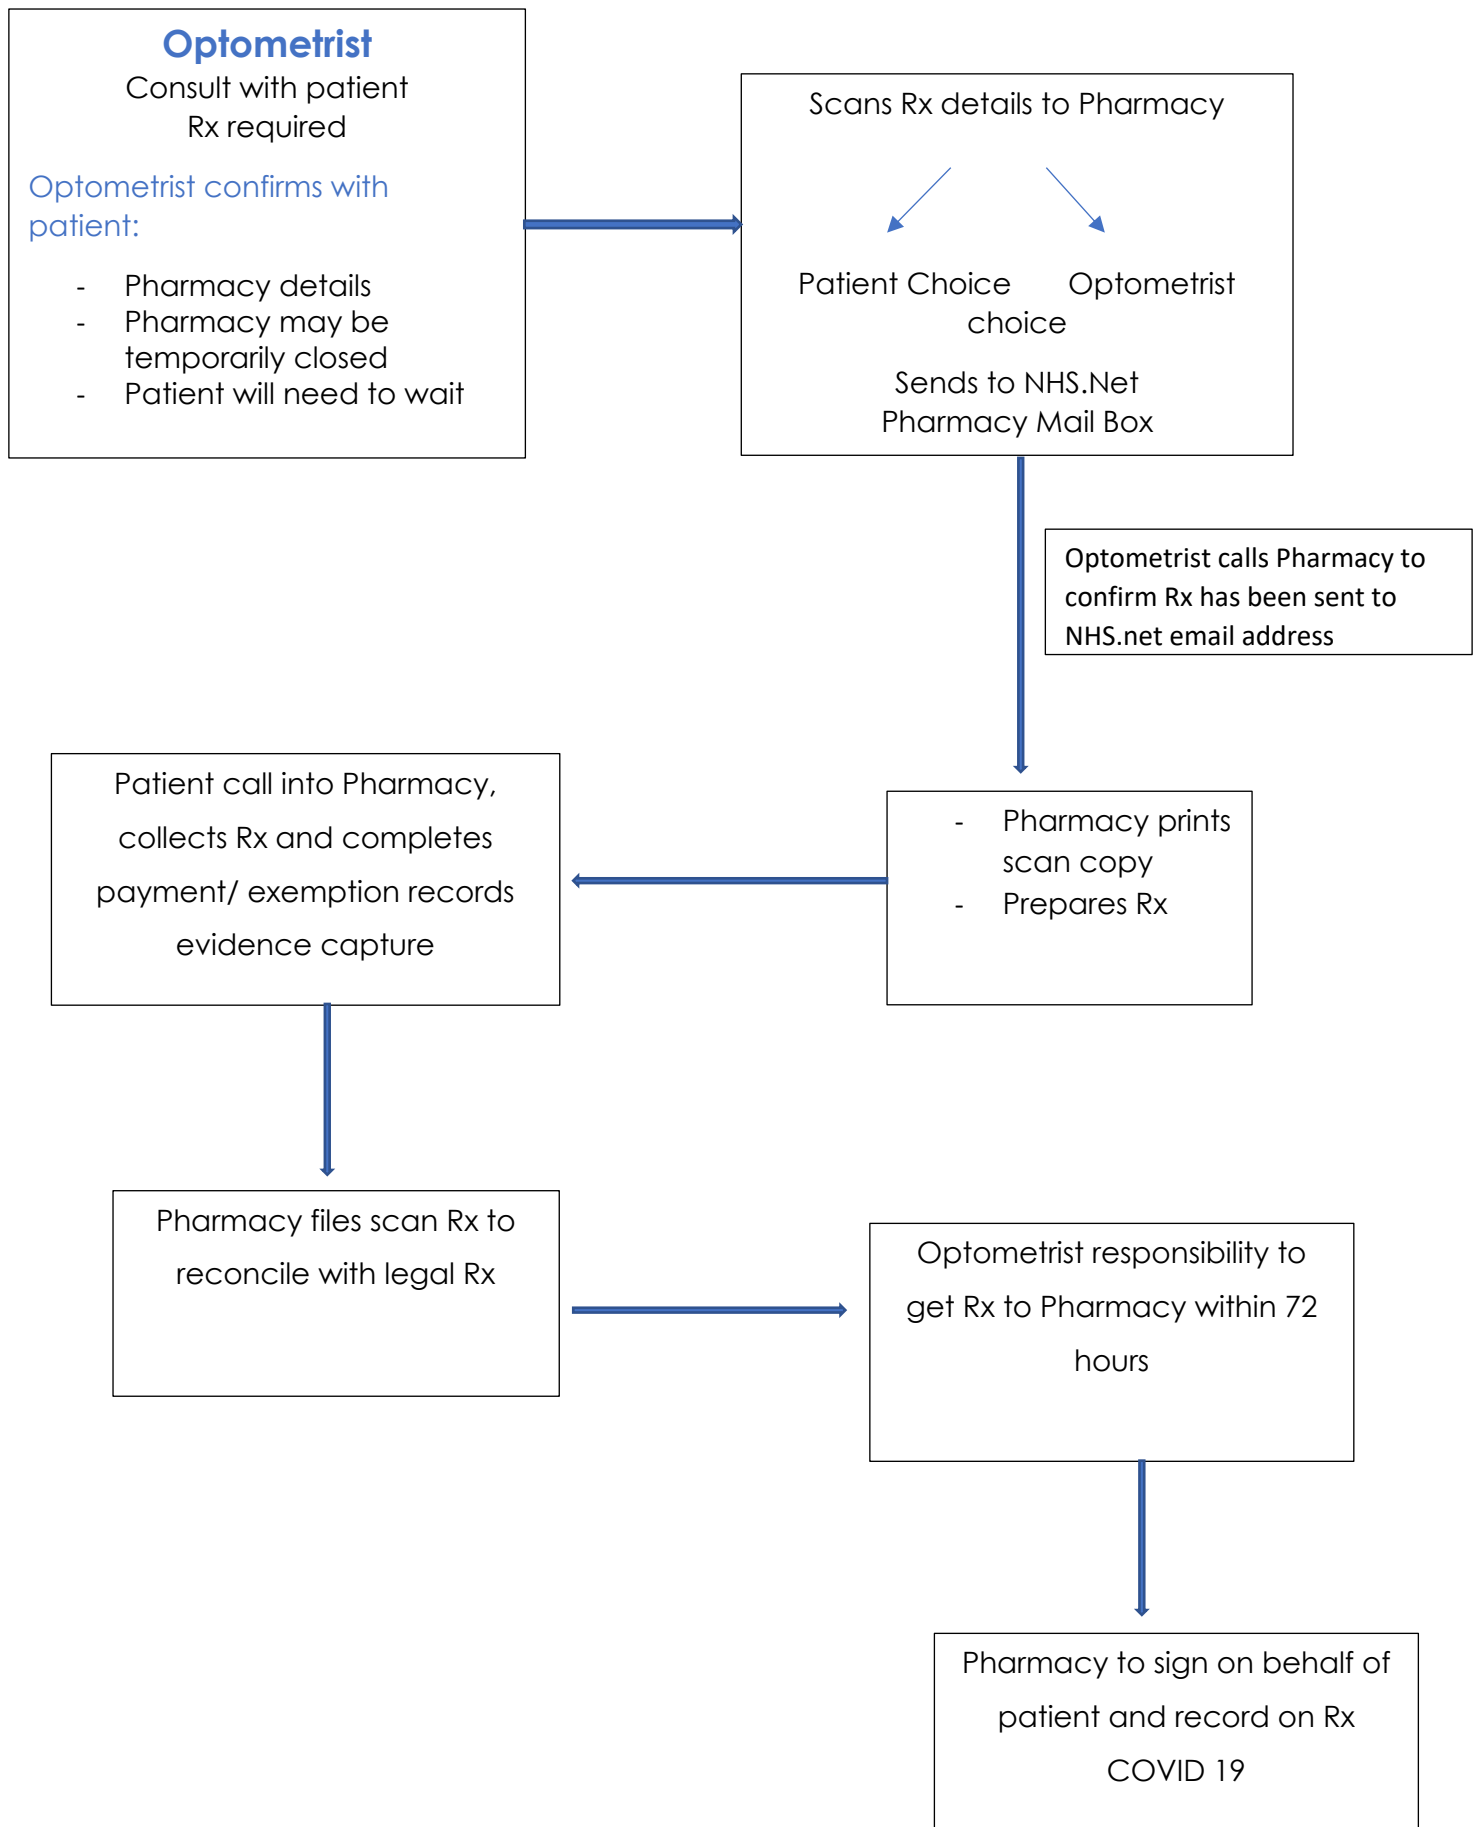 Optometrist
Consult with patient
Rx required
Optometrist confirms with
patient:
- Pharmacy details
- Pharmacy may be
temporarily closed
- Patient will need to wait
Scans Rx details to Pharmacy
Patient Choice Optometrist
choice
Sends to NHS.Net
Pharmacy Mail Box
Optometrist calls Pharmacy to
confirm Rx has been sent to
NHS.net email address
- Pharmacy prints
scan copy
- Prepares Rx
Patient call into Pharmacy,
collects Rx and completes
payment/ exemption records
evidence capture
Pharmacy files scan Rx to
reconcile with legal Rx
Optometrist responsibility to
get Rx to Pharmacy within 72
hours
Pharmacy to sign on behalf of
patient and record on Rx
COVID 19